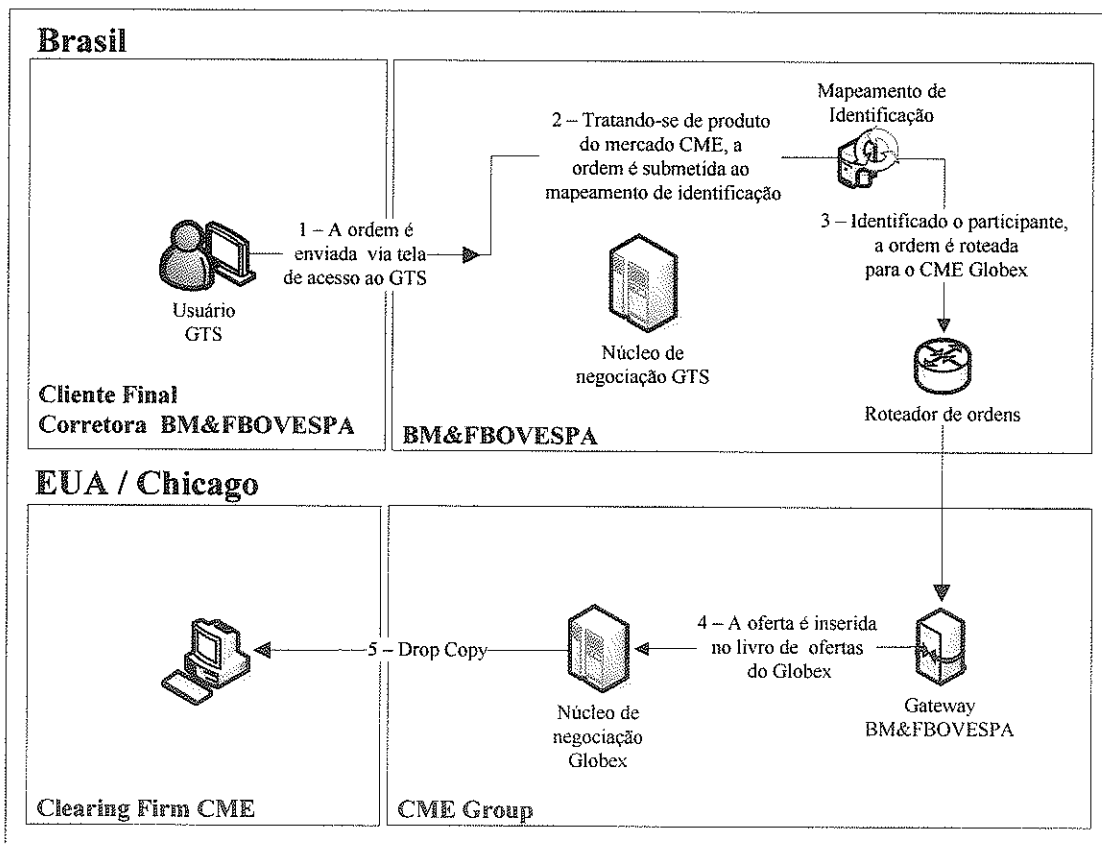 Brasil
Mapeamento de
Identificação
2 – Tratando-se de produto
do mercado CME, a
ordem é submetida ao
mapeamento de identificação
1 – A ordem é
enviada via tela
de acesso ao GTS
3 – Identificado o participante,
a ordem é roteada
para o CME Globex
Usuário
GTS
Núcleo de
negociação GTS
Roteador de ordens
Cliente Final
Corretora BM&FBOVESPA
BM&FBOVESPA
EUA / Chicago
4 – A oferta é inserida
no livro de ofertas
do Globex
5 – Drop Copy
Núcleo de
negociação
Globex
Gateway
BM&FBOVESPA
Clearing Firm CME
CME Group